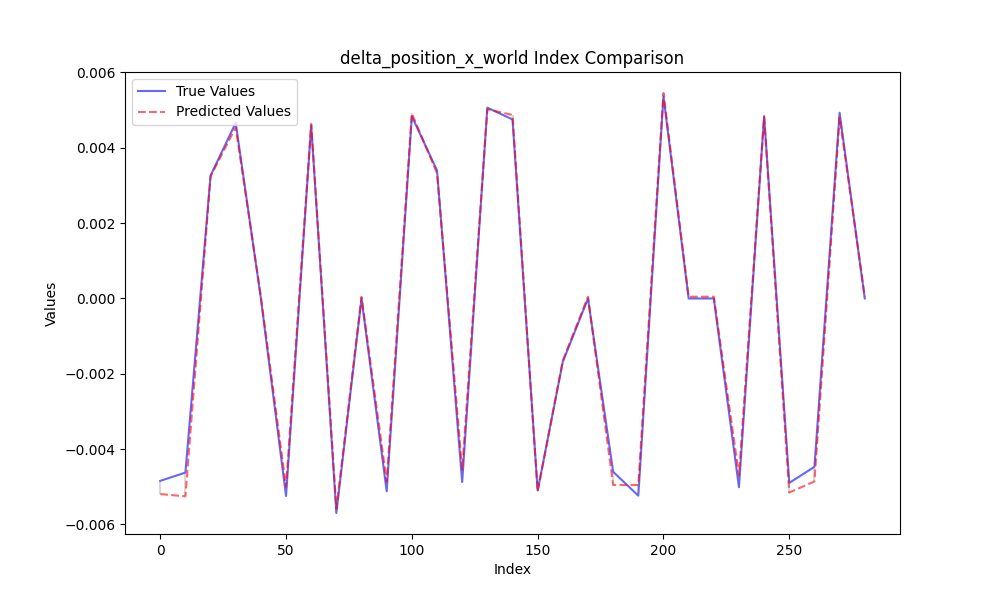 delta_position_x_world Index Comparison
True Values
Predicted Values
0.006
0.004
0.002
0.000
−0.002
−0.004
−0.006
Values
0 50 100 150 200 250
Index